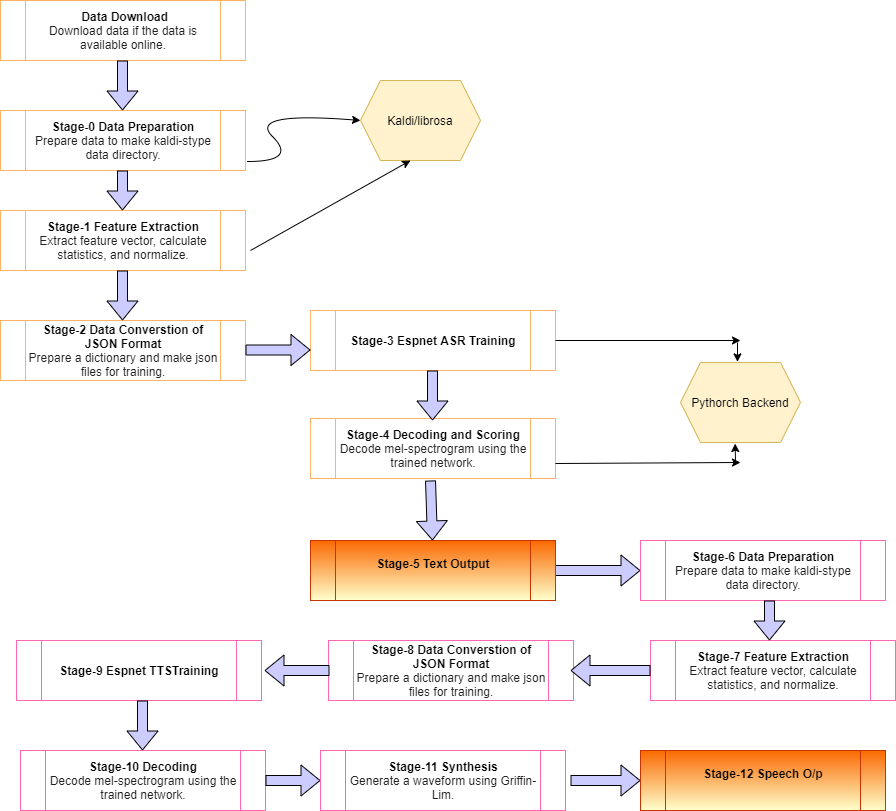 Data Download
Download data if the data is
available online.
Stage-0 Data Preparation
Prepare data to make kaldi-stype
data directory.
Kaldi/librosa
Stage-1 Feature Extraction
Extract feature vector, calculate
statistics, and normalize.
Stage-2 Data Converstion of
JSON Format
Prepare a dictionary and make json
files for training.
Stage-3 Espnet ASR Training
Pythorch Backend
Stage-4 Decoding and Scoring
Decode mel-spectrogram using the
trained network.
Stage-5 Text Output
Stage-6 Data Preparation
Prepare data to make kaldi-stype
data directory.
Stage-7 Feature Extraction
Extract feature vector, calculate
statistics, and normalize.
Stage-8 Data Converstion of
JSON Format
Prepare a dictionary and make json
files for training.
Stage-9 Espnet TTSTraining
Stage-10 Decoding
Decode mel-spectrogram using the
trained network.
Stage-11 Synthesis
Generate a waveform using Griffin-
Lim.
Stage-12 Speech O/p